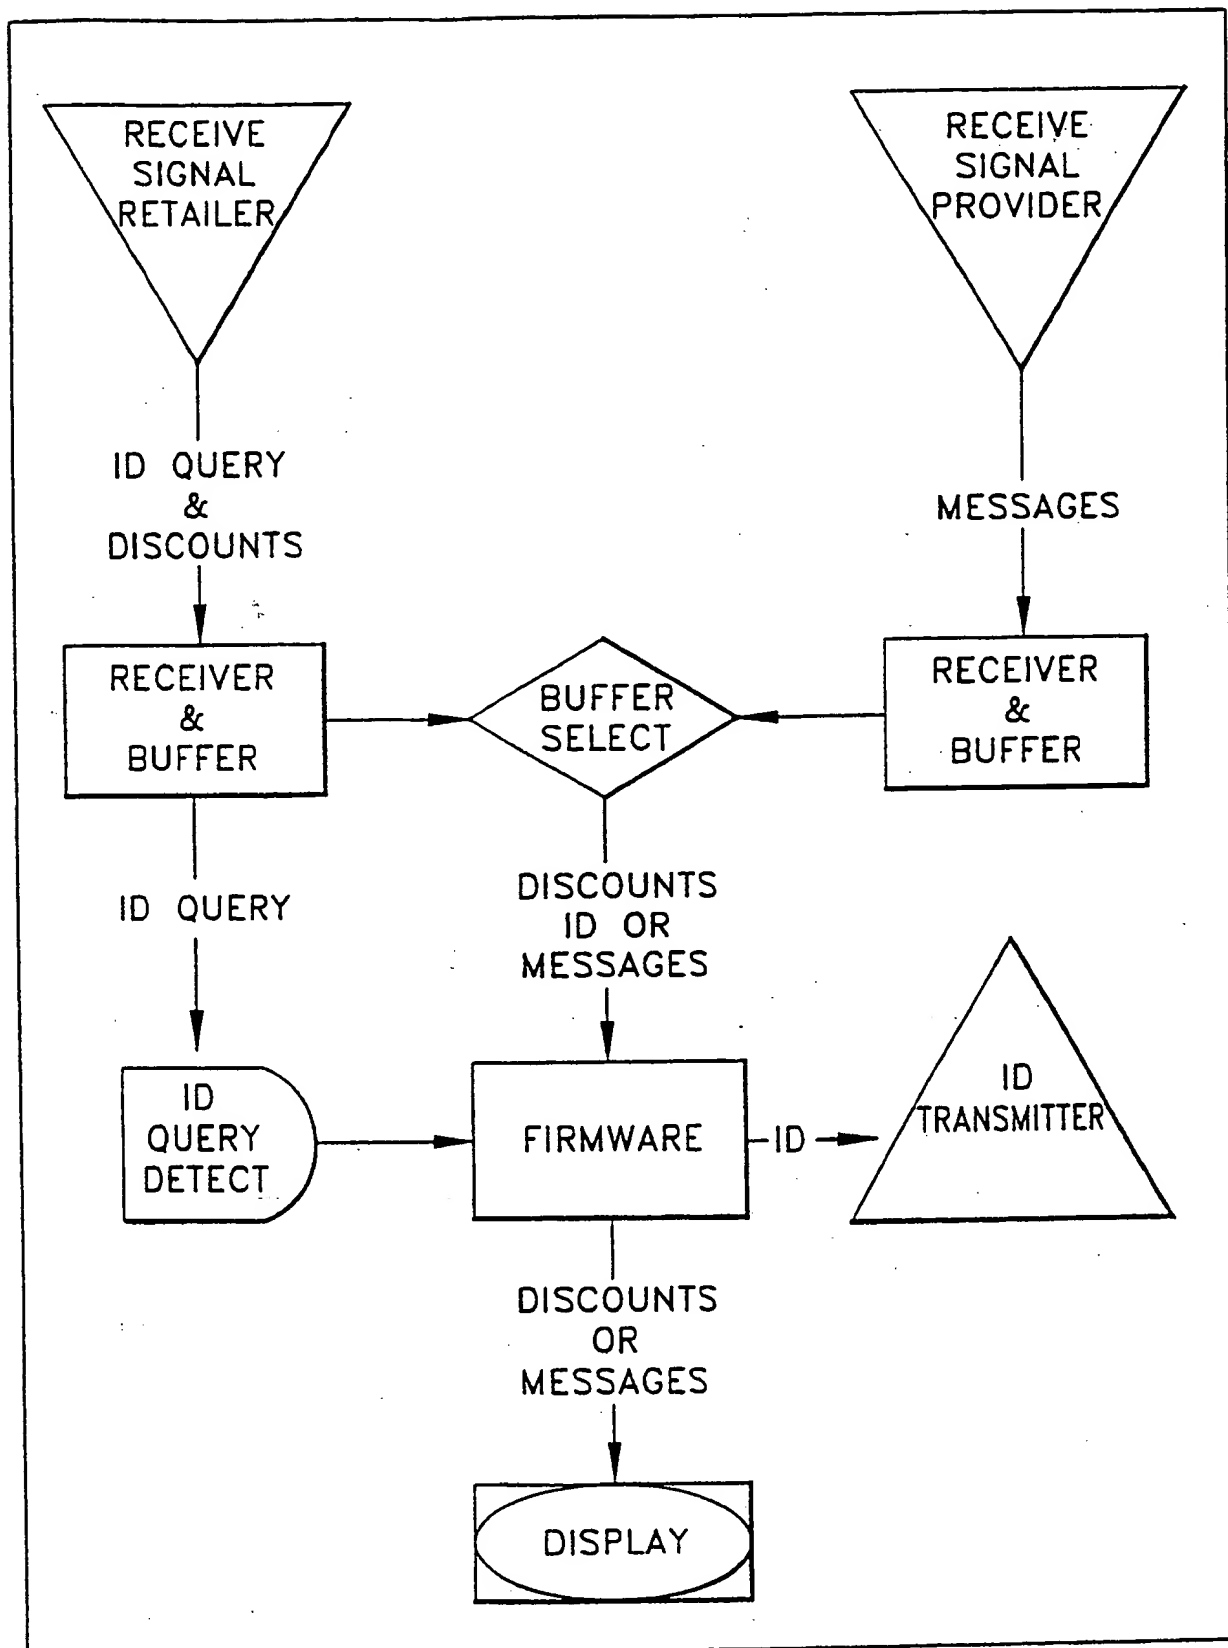 RECEIVE
SIGNAL
RETAILER
RECEIVE
SIGNAL
PROVIDER
ID QUERY
&
DISCOUNTS
MESSAGES
RECEIVER
&
BUFFER
BUFFER
SELECT
RECEIVER
&
BUFFER
ID QUERY
DISCOUNTS
ID OR
MESSAGES
ID
QUERY
DETECT
FIRMWARE
ID
ID
TRANSMITTER
DISCOUNTS
OR
MESSAGES
DISPLAY